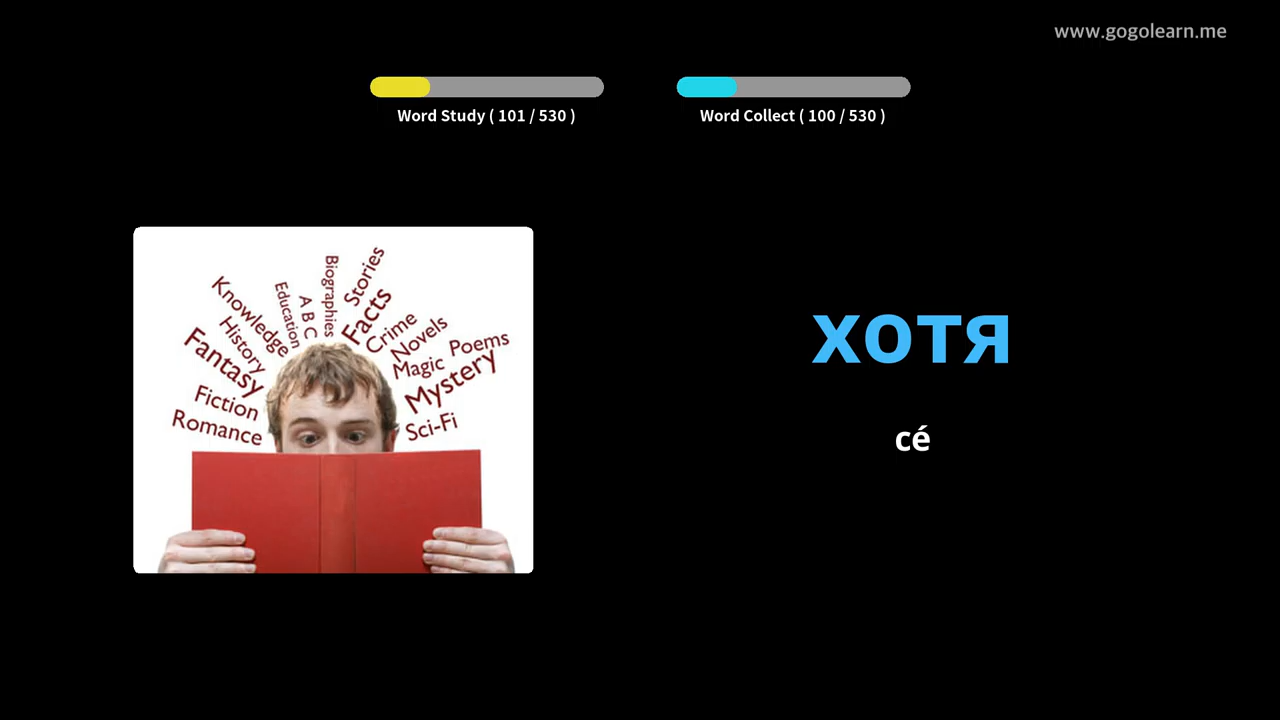 www.gogolearn.me
Word Study ( 101 / 530 )
Word Collect ( 100 / 530 )
Stories
Biographies
Facts
A B C
Education
Knowledge
Crime
Novels
History
Poems
Fantasy
Magic
Mystery
Fiction
Romance
Sci-Fi
хотя
cé